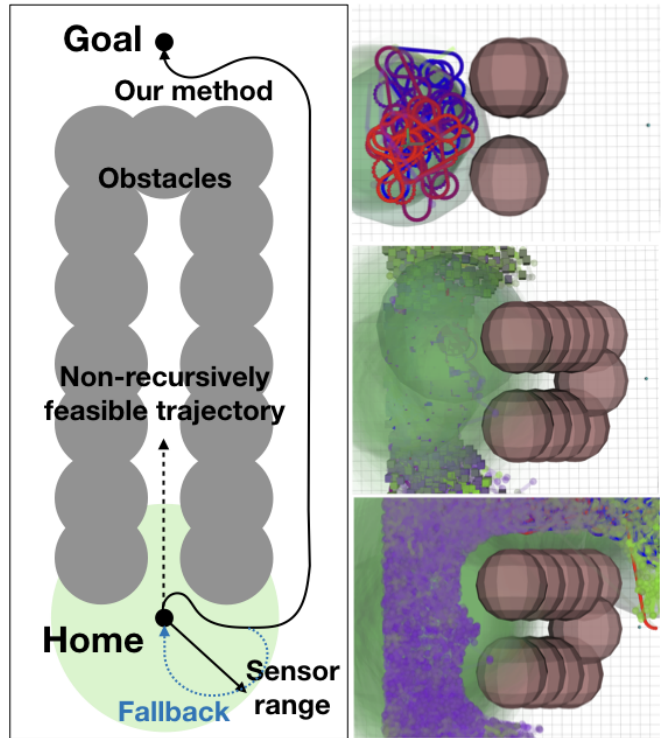 Goal
Our method
Obstacles
Non-recursively
feasible trajectory
Home
Sensor
range
Fallback